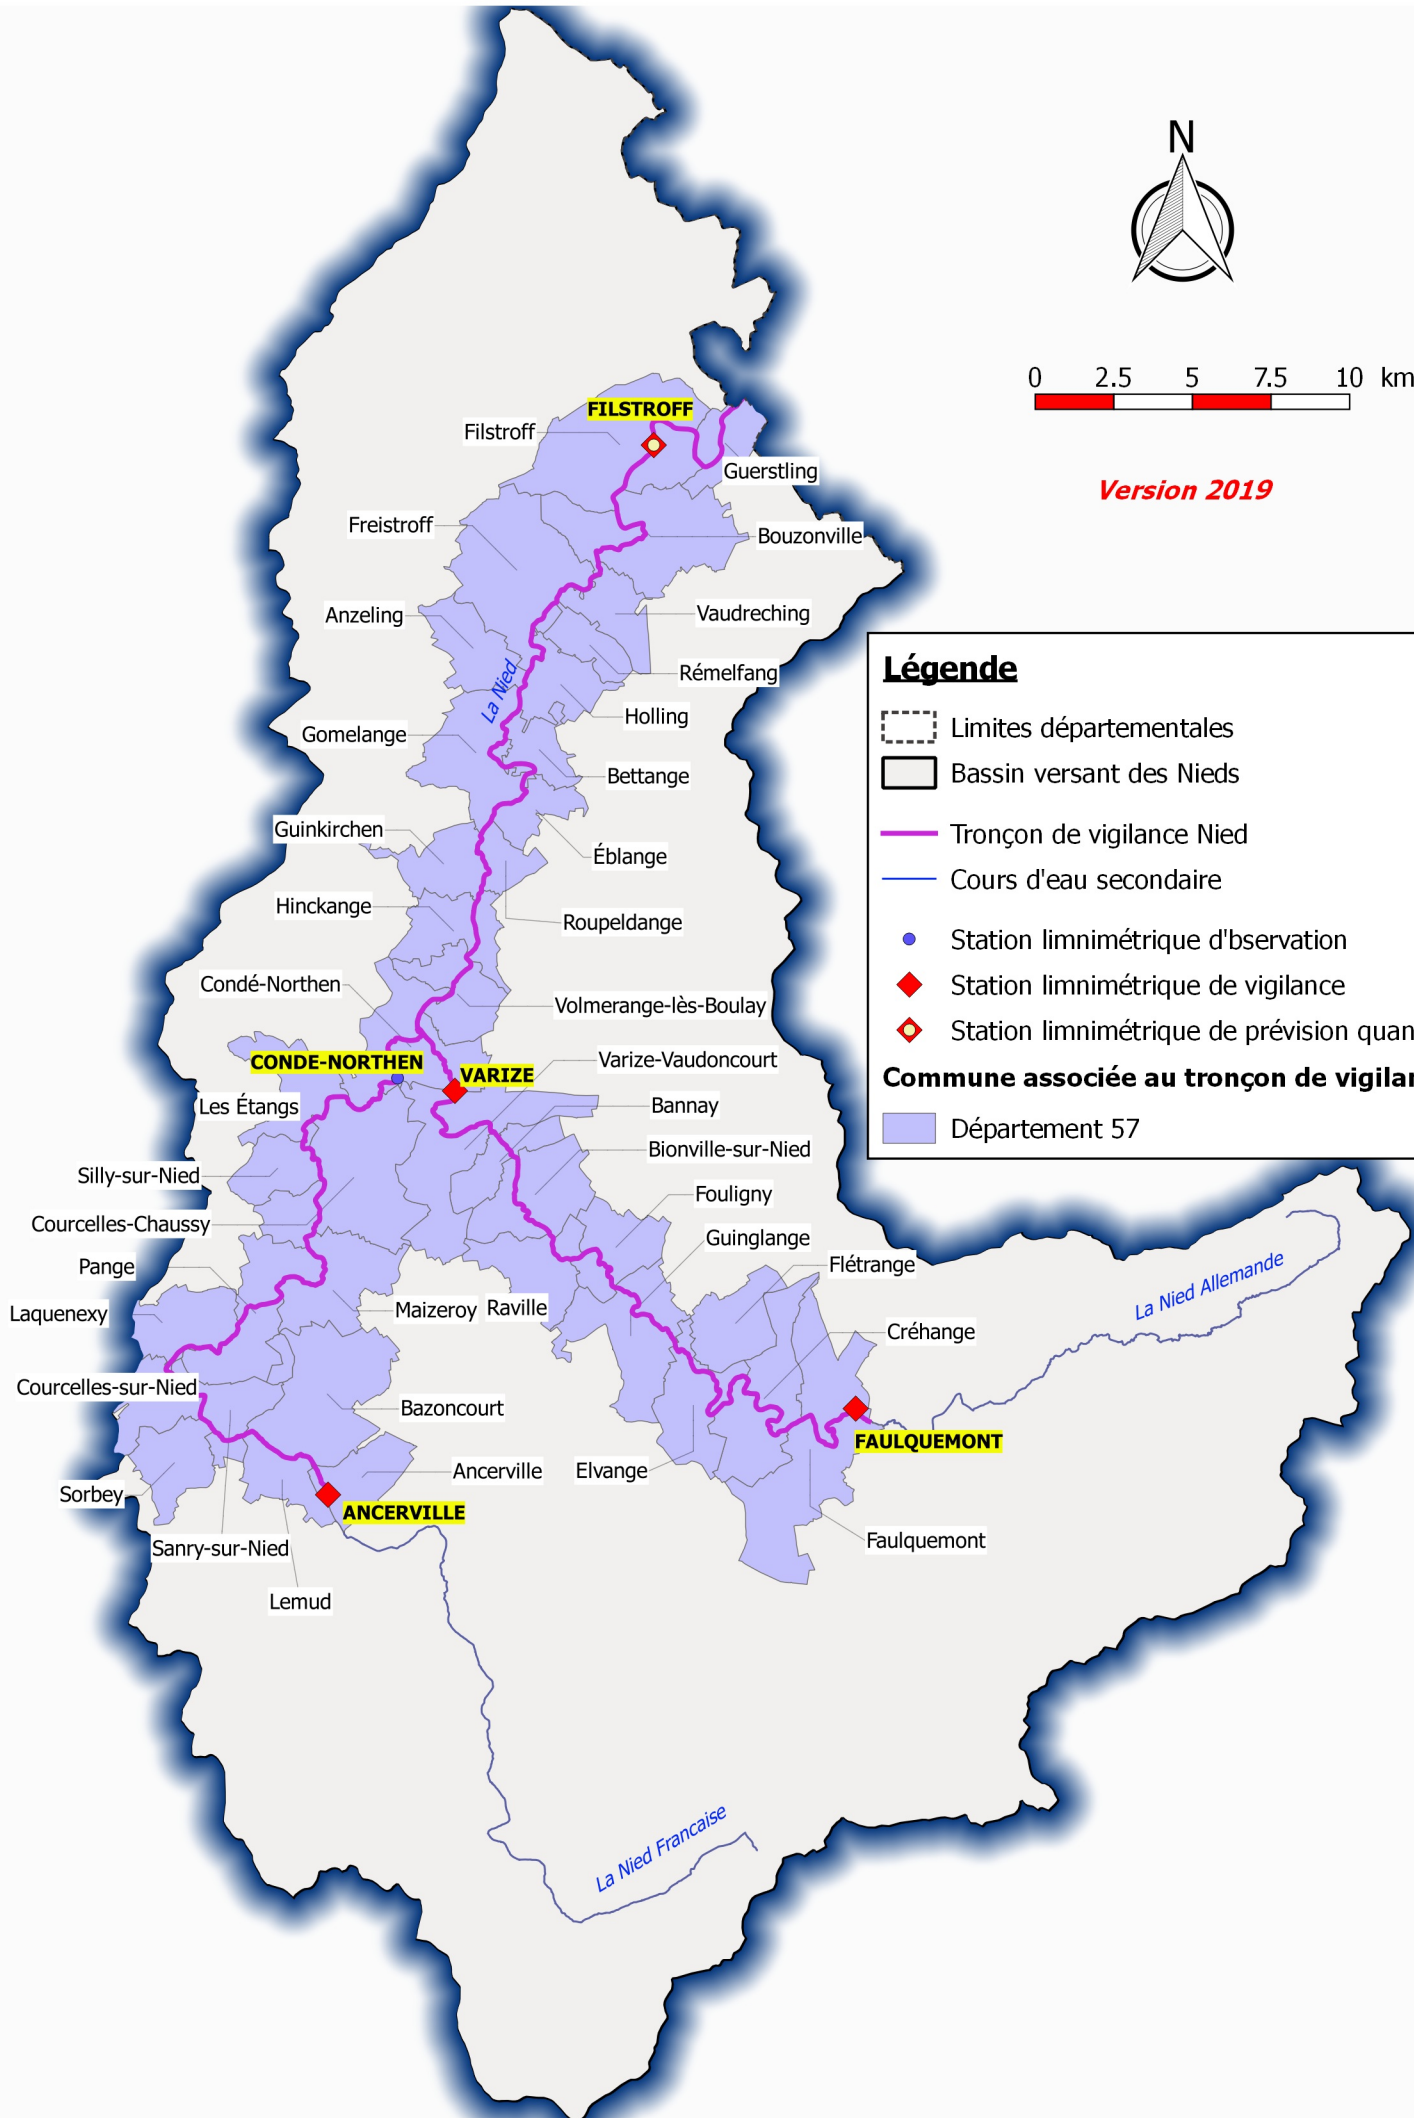 N
0 2.5 5 7.5 10 km
Version 2019
FILSTROFF
Filstroff
Guerstling
Freistroff
Bouzonville
Anzeling
Vaudreching
La Nied
Rémelfang
Holling
Gomelange
Bettange
Guinkirchen
Éblange
Hinckange
Roupeldange
Condé-Northen
Volmerange-lès-Boulay
CONDE-NORTHEN
VARIZE
Varize-Vaudoncourt
Les Étangs
Bannay
Bionville-sur-Nied
Silly-sur-Nied
Fouligny
Courcelles-Chaussy
Guinglange
Pange
Flétrange
Laquenexy
Maizeroy
Raville
Créhange
Courcelles-sur-Nied
Bazoncourt
FAULQUEMONT
Ancerville
Elvange
Sorbey
ANCERVILLE
Sanry-sur-Nied
Faulquemont
Lemud
La Nied Allemande
La Nied Francaise
Légende
Limites départementales
Bassin versant des Nieds
Tronçon de vigilance Nied
Cours d'eau secondaire
Station limnimétrique d'bservation
Station limnimétrique de vigilance
Station limnimétrique de prévision quan
Commune associée au tronçon de vigilan
Département 57